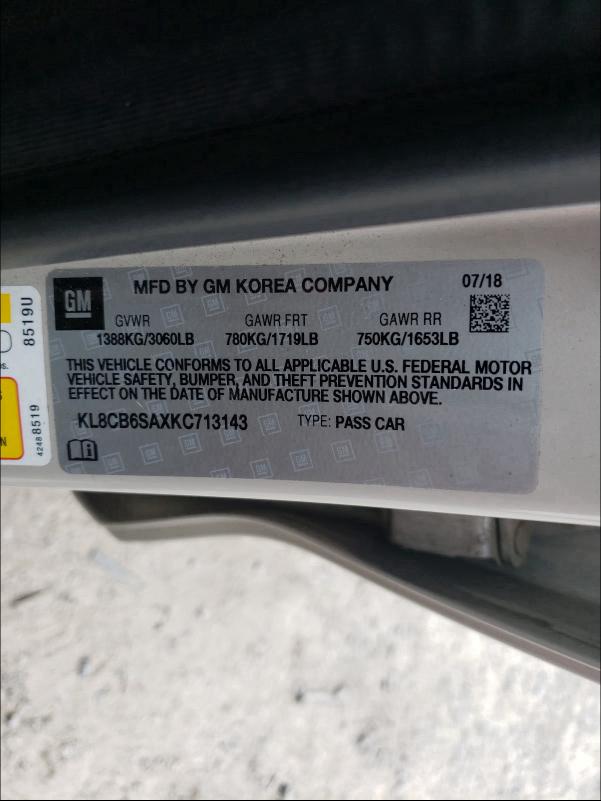 GM MFD BY GM KOREA COMPANY 07/18
GVWR GAWR FRT GAWR RR
1388KG/3060LB 780KG/1719LB 750KG/1653LB
THIS VEHICLE CONFORMS TO ALL APPLICABLE U.S. FEDERAL MOTOR
VEHICLE SAFETY, BUMPER, AND THEFT PREVENTION STANDARDS IN
EFFECT ON THE DATE OF MANUFACTURE SHOWN ABOVE.
KL8CB6SAXKC713143 TYPE: PASS CAR
8519U
4248 8519